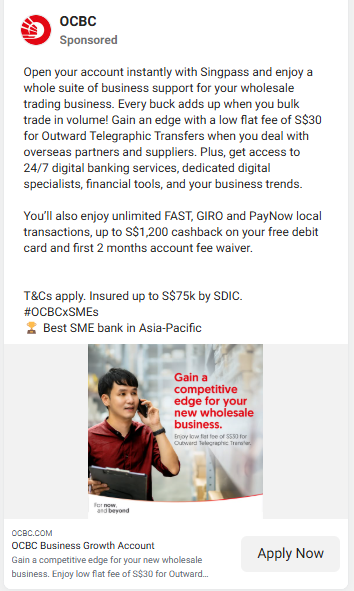 OCBC
Sponsored
Open your account instantly with Singpass and enjoy a
whole suite of business support for your wholesale
trading business. Every buck adds up when you bulk
trade in volume! Gain an edge with a low flat fee of S$30
for Outward Telegraphic Transfers when you deal with
overseas partners and suppliers. Plus, get access to
24/7 digital banking services, dedicated digital
specialists, financial tools, and your business trends.
You'll also enjoy unlimited FAST, GIRO and PayNow local
transactions, up to S$1,200 cashback on your free debit
card and first 2 months account fee waiver.
T&Cs apply. Insured up to S$75k by SDIC.
#OCBCxSMEs
🏆 Best SME bank in Asia-Pacific
Gain a
competitive
edge for your
new wholesale
business.
Enjoy low flat fee of S$30 for
Outward Telegraphic Transfer.
For now,
and beyond
OCBC.COM
OCBC Business Growth Account
Gain a competitive edge for your new wholesale
business. Enjoy low flat fee of S$30 for Outward...
Apply Now